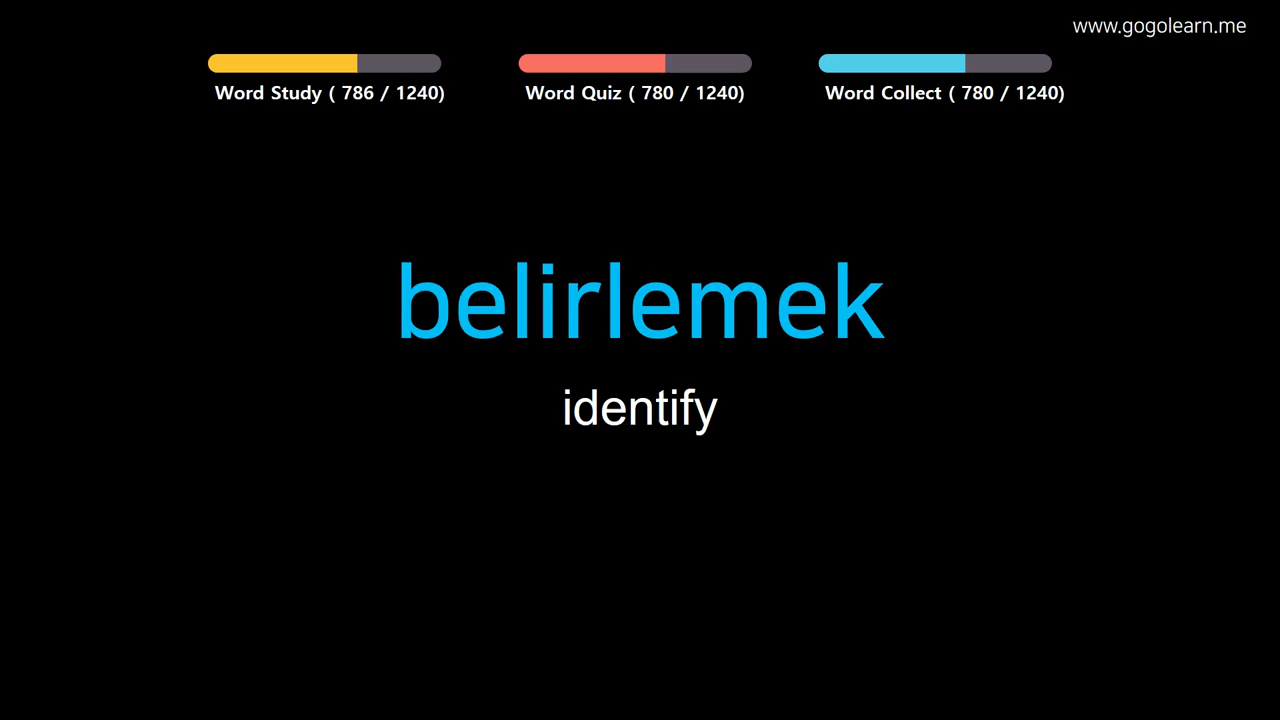 www.gogolearn.me
Word Study ( 786 / 1240)
Word Quiz ( 780 / 1240)
Word Collect ( 780 / 1240)
belirlemek
identify